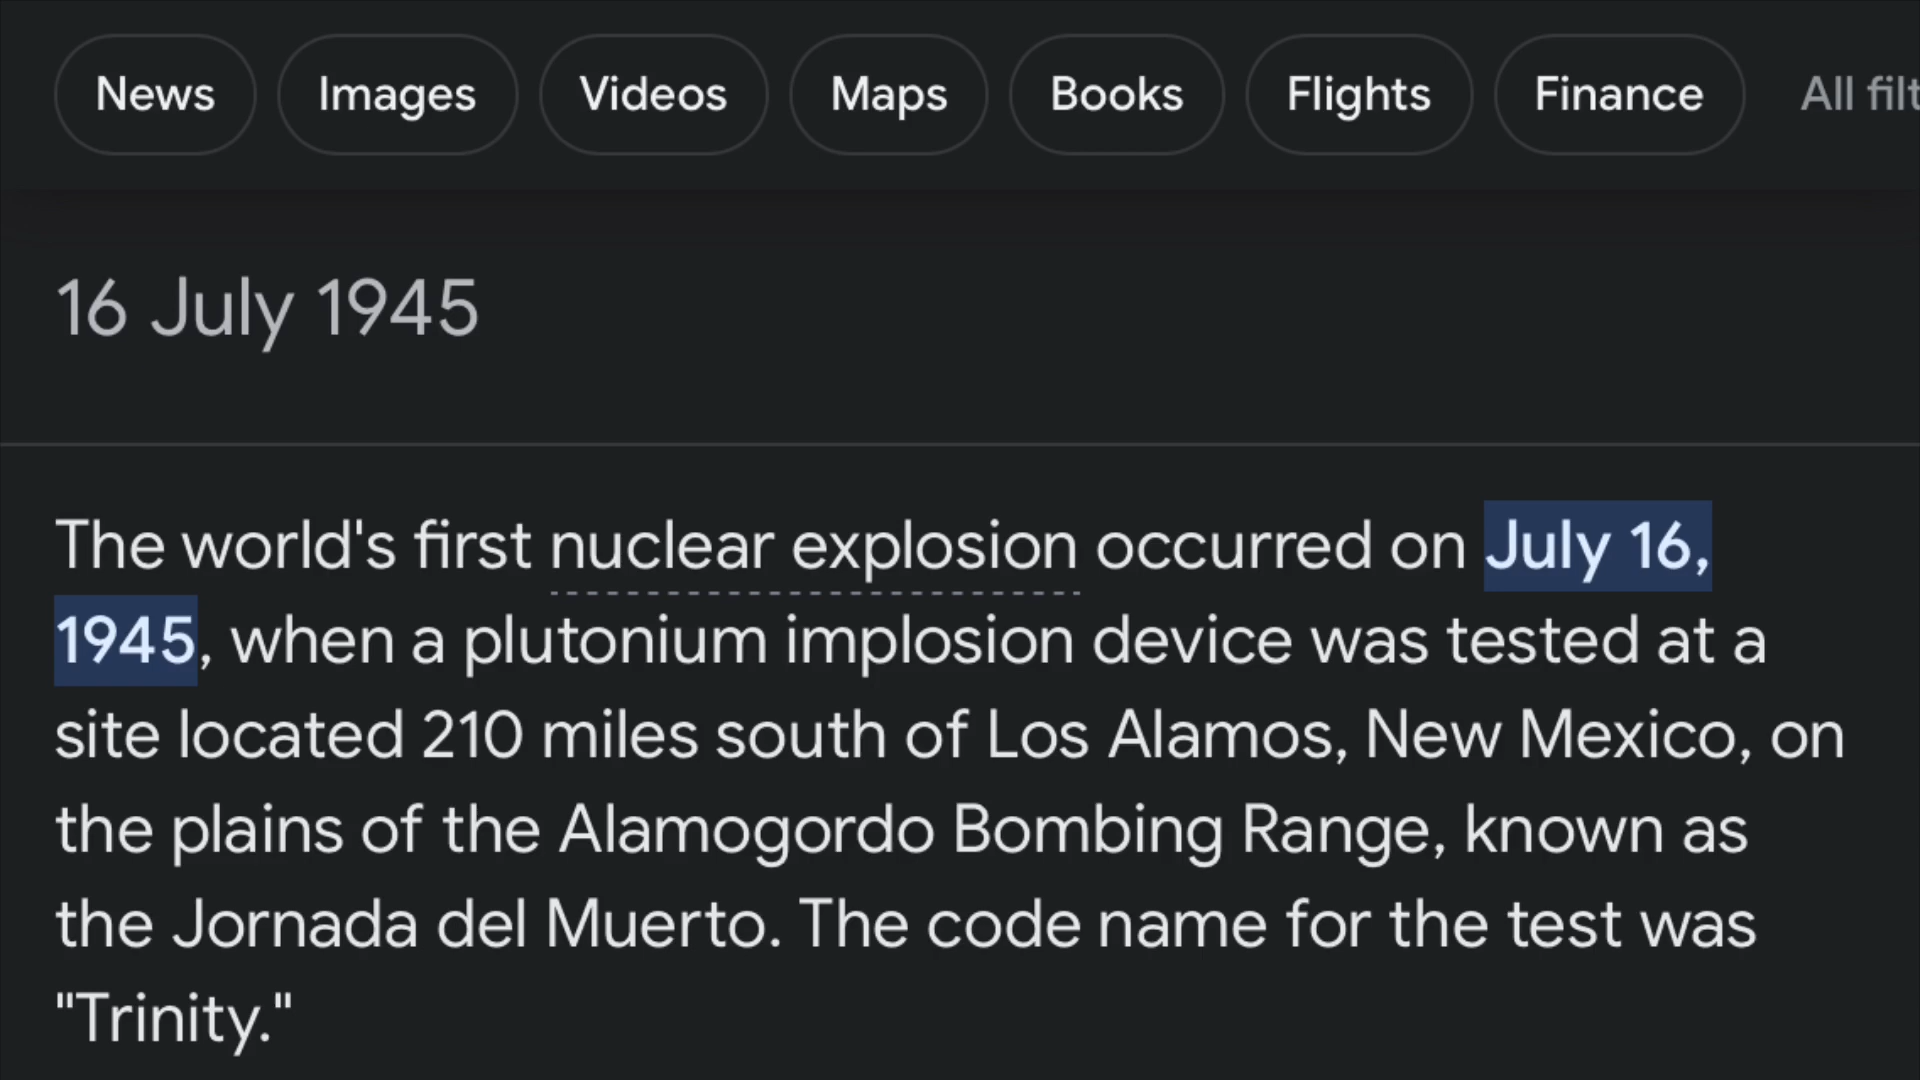 News Images Videos Maps Books Flights Finance All filt
16 July 1945
The world's first nuclear explosion occurred on July 16,
1945, when a plutonium implosion device was tested at a
site located 210 miles south of Los Alamos, New Mexico, on
the plains of the Alamogordo Bombing Range, known as
the Jornada del Muerto. The code name for the test was
"Trinity."